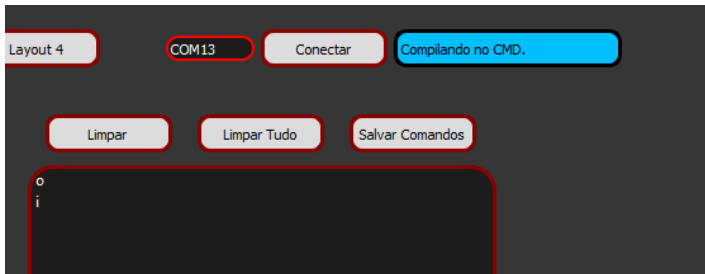 Layout 4
COM13
Conectar
Compilando no CMD.
Limpar
Limpar Tudo
Salvar Comandos
o
i